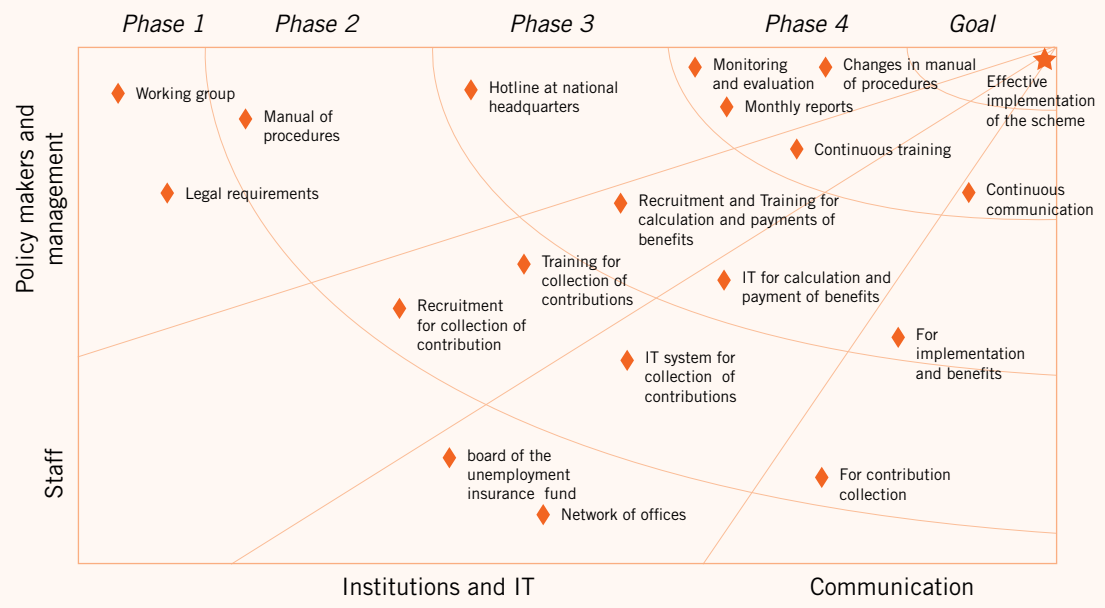 Phase 1
Phase 2
Phase 3
Phase 4
Goal
Policy makers and
management
Staff
Working group
Manual of
procedures
Legal requirements
Hotline at national
headquarters
Monitoring
and evaluation
Changes in manual
of procedures
Monthly reports
Effective
implementation
of the scheme
Continuous training
Continuous
communication
Recruitment and Training for
calculation and payments of
benefits
Training for
collection of
contributions
IT for calculation and
payment of benefits
Recruitment
for collection of
contribution
For
implementation
and benefits
IT system for
collection of
contributions
board of the
unemployment
insurance fund
For contribution
collection
Network of offices
Institutions and IT
Communication